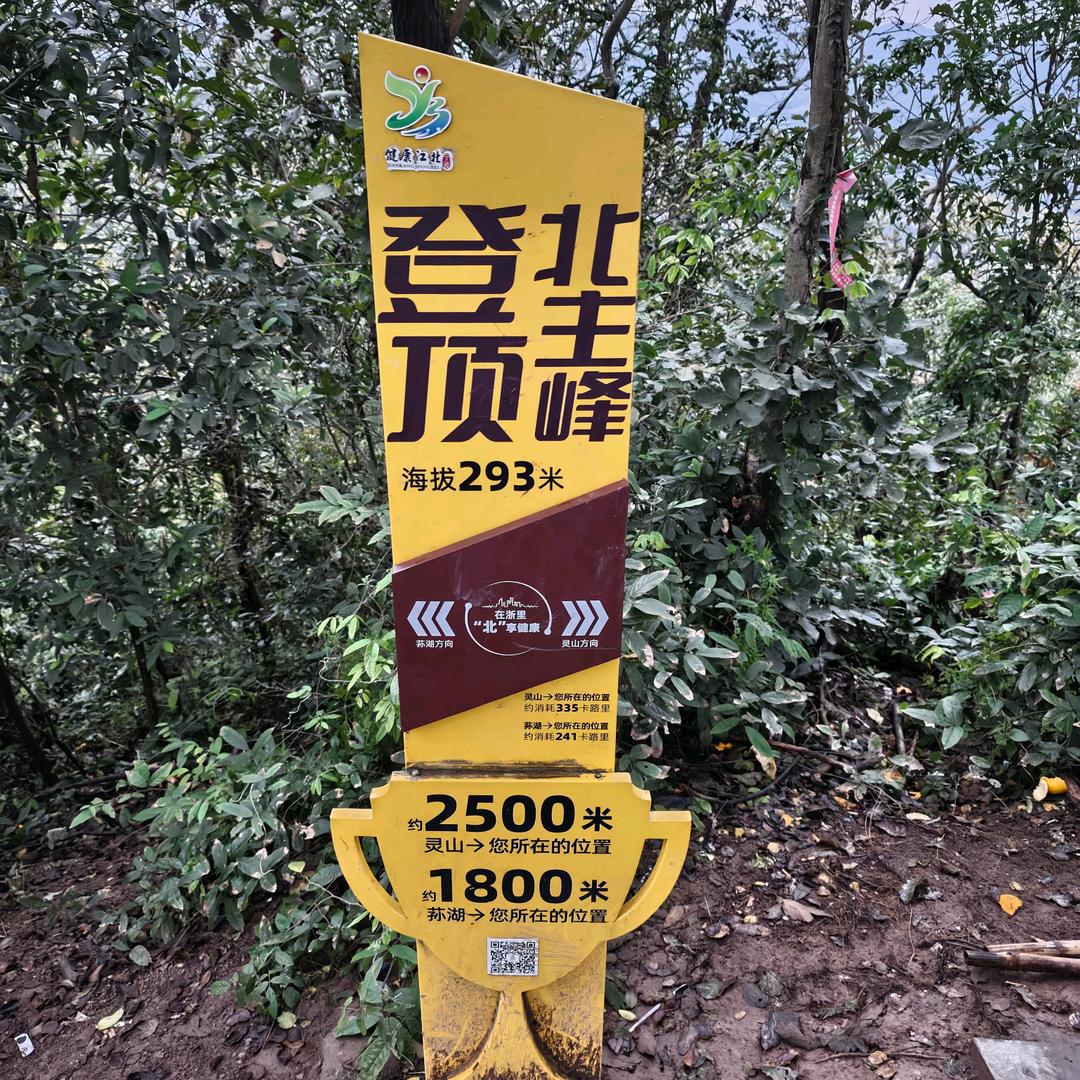 健康江北
JIANKANGJIANGBEI
登顶
北主峰
海拔293米
在浙里
“北”享健康
荪湖方向
灵山方向
灵山→您所在的位置
约消耗335卡路里
荪湖→您所在的位置
约消耗241卡路里
约2500米
灵山→您所在的位置
约1800米
荪湖→您所在的位置